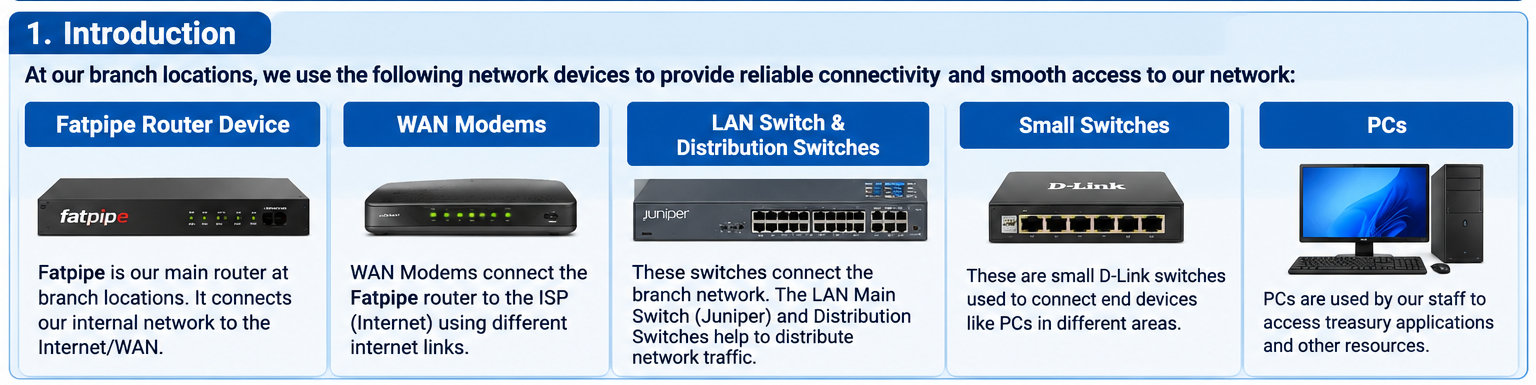 1. Introduction
At our branch locations, we use the following network devices to provide reliable connectivity and smooth access to our network:
Fatpipe Router Device
fatpipe
Fatpipe is our main router at
branch locations. It connects
our internal network to the
Internet/WAN.
WAN Modems
WAN Modems connect the
Fatpipe router to the ISP
(Internet) using different
internet links.
LAN Switch &
Distribution Switches
JUNIPER
These switches connect the
branch network. The LAN Main
Switch (Juniper) and Distribution
Switches help to distribute
network traffic.
Small Switches
D-Link
These are small D-Link switches
used to connect end devices
like PCs in different areas.
PCs
PCs are used by our staff to
access treasury applications
and other resources.